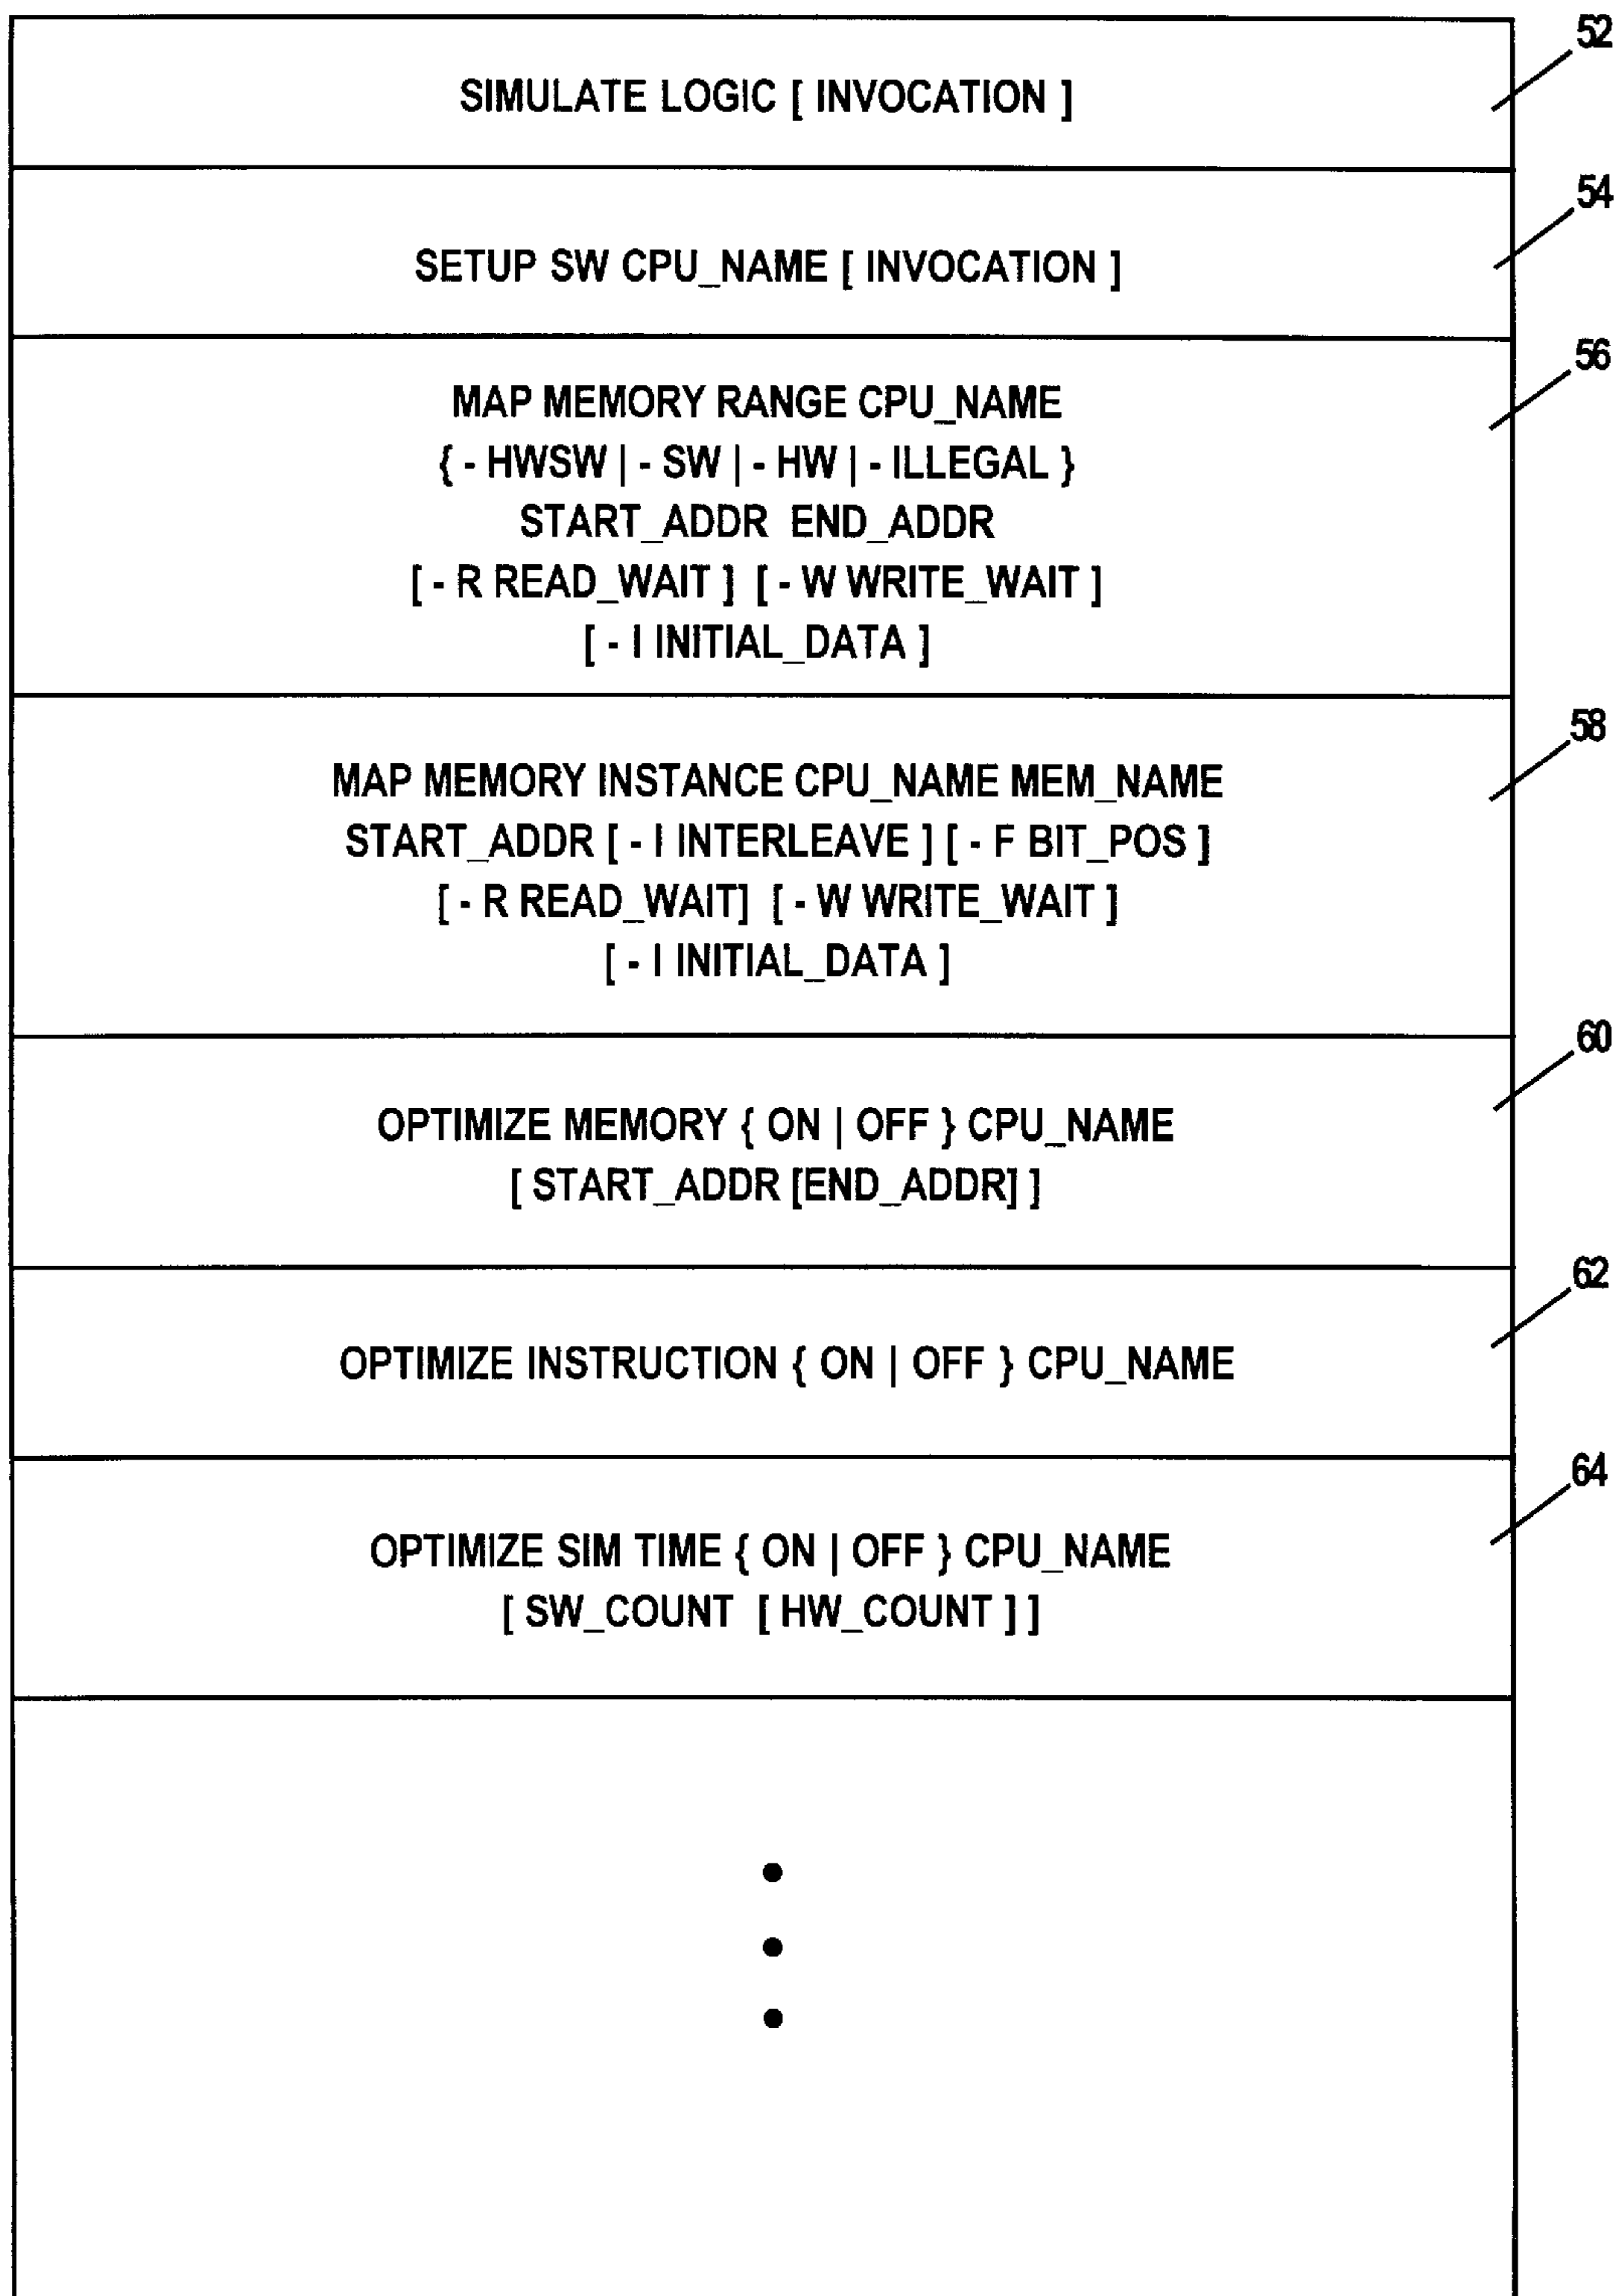 52
SIMULATE LOGIC [ INVOCATION ]
54
SETUP SW CPU_NAME [ INVOCATION ]
56
MAP MEMORY RANGE CPU_NAME
{ - HWSW | - SW | - HW | - ILLEGAL }
START_ADDR END_ADDR
[ - R READ_WAIT ] [ - W WRITE_WAIT ]
[ - I INITIAL_DATA ]
58
MAP MEMORY INSTANCE CPU_NAME MEM_NAME
START_ADDR [ - I INTERLEAVE ] [ - F BIT_POS ]
[ - R READ_WAIT] [ - W WRITE_WAIT ]
[ - I INITIAL_DATA ]
60
OPTIMIZE MEMORY { ON | OFF } CPU_NAME
[ START_ADDR [END_ADDR] ]
62
OPTIMIZE INSTRUCTION { ON | OFF } CPU_NAME
64
OPTIMIZE SIM TIME { ON | OFF } CPU_NAME
[ SW_COUNT [ HW_COUNT ] ]